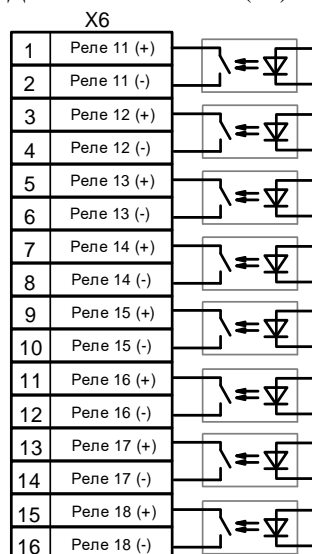 X6
1 Реле 11 (+)
2 Реле 11 (-)
3 Реле 12 (+)
4 Реле 12 (-)
5 Реле 13 (+)
6 Реле 13 (-)
7 Реле 14 (+)
8 Реле 14 (-)
9 Реле 15 (+)
10 Реле 15 (-)
11 Реле 16 (+)
12 Реле 16 (-)
13 Реле 17 (+)
14 Реле 17 (-)
15 Реле 18 (+)
16 Реле 18 (-)